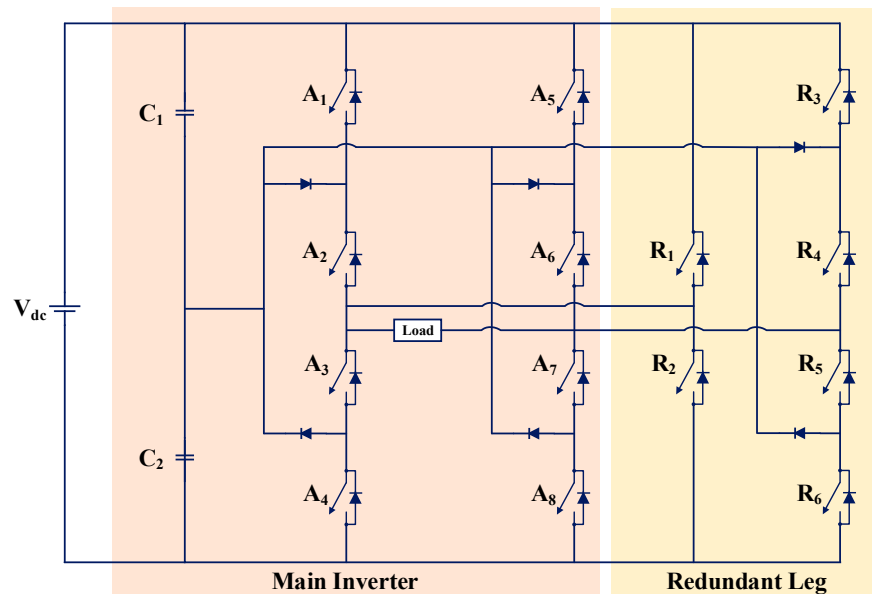 A1
A5
R3
C1
A2
A6
R1
R4
Vdc
Load
A3
A7
R2
R5
C2
A4
A8
R6
Main Inverter
Redundant Leg